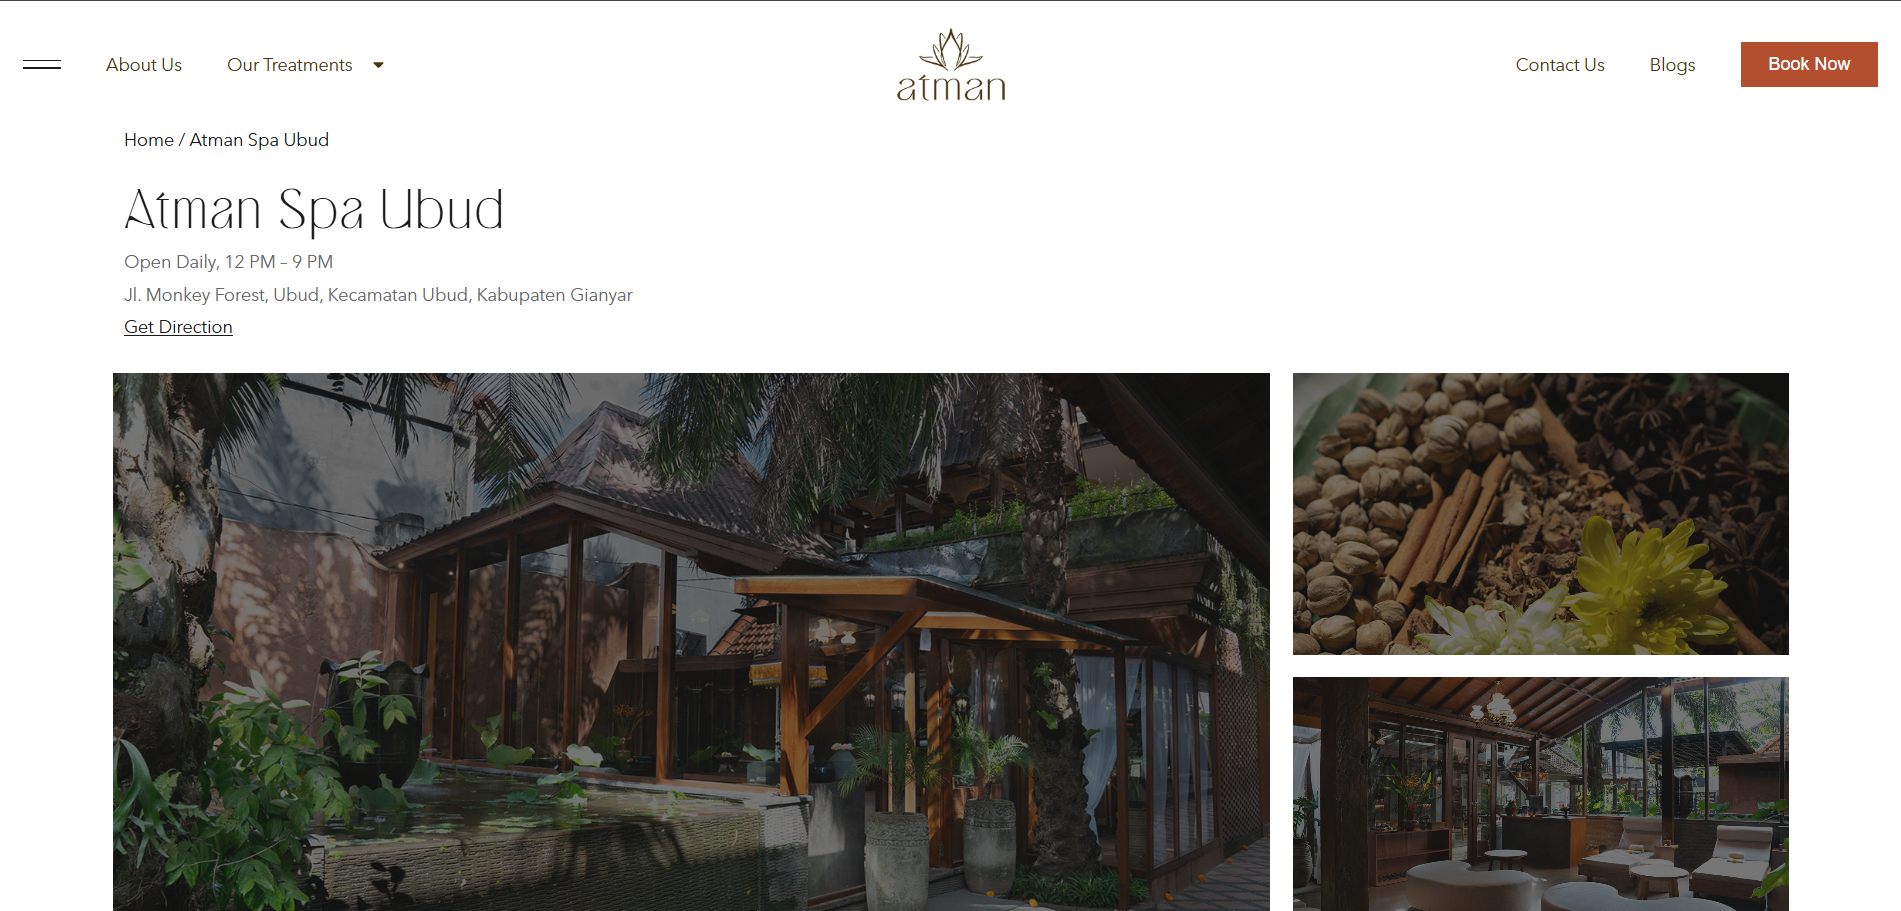 About Us
Our Treatments
atman
Contact Us
Blogs
Book Now
Home / Atman Spa Ubud
Atman Spa Ubud
Open Daily, 12 PM – 9 PM
Jl. Monkey Forest, Ubud, Kecamatan Ubud, Kabupaten Gianyar
Get Direction